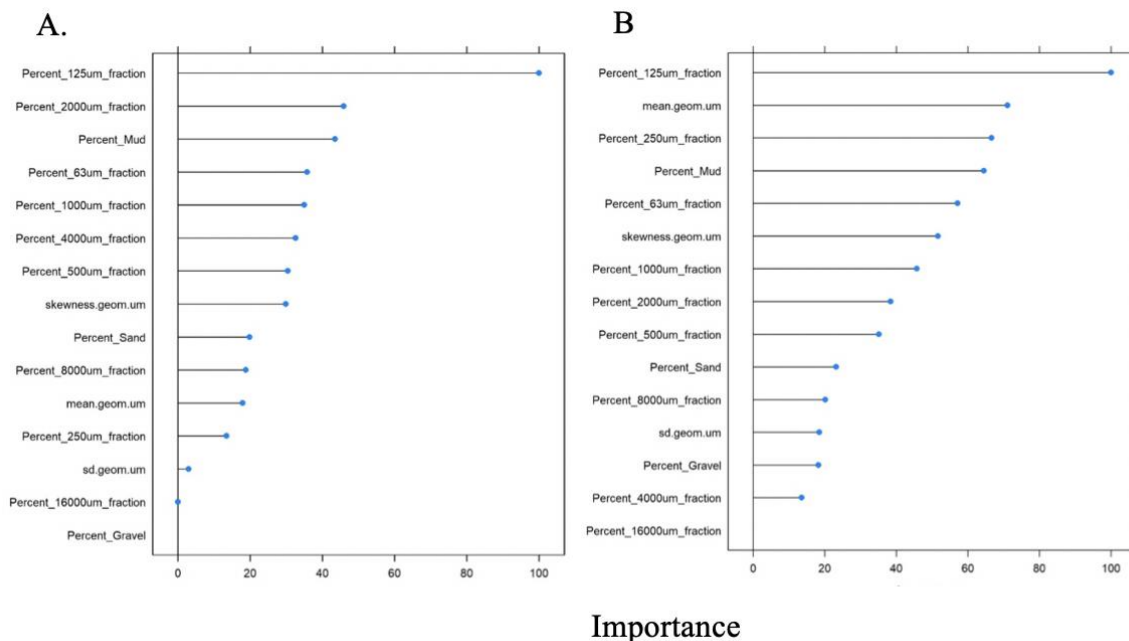 A.
Percent_125um_fraction
Percent_2000um_fraction
Percent_Mud
Percent_63um_fraction
Percent_1000um_fraction
Percent_4000um_fraction
Percent_500um_fraction
skewness.geom.um
Percent_Sand
Percent_8000um_fraction
mean.geom.um
Percent_250um_fraction
sd.geom.um
Percent_16000um_fraction
Percent_Gravel
0 20 40 60 80 100
B
Percent_125um_fraction
mean.geom.um
Percent_250um_fraction
Percent_Mud
Percent_63um_fraction
skewness.geom.um
Percent_1000um_fraction
Percent_2000um_fraction
Percent_500um_fraction
Percent_Sand
Percent_8000um_fraction
sd.geom.um
Percent_Gravel
Percent_4000um_fraction
Percent_16000um_fraction
0 20 40 60 80 100
Importance